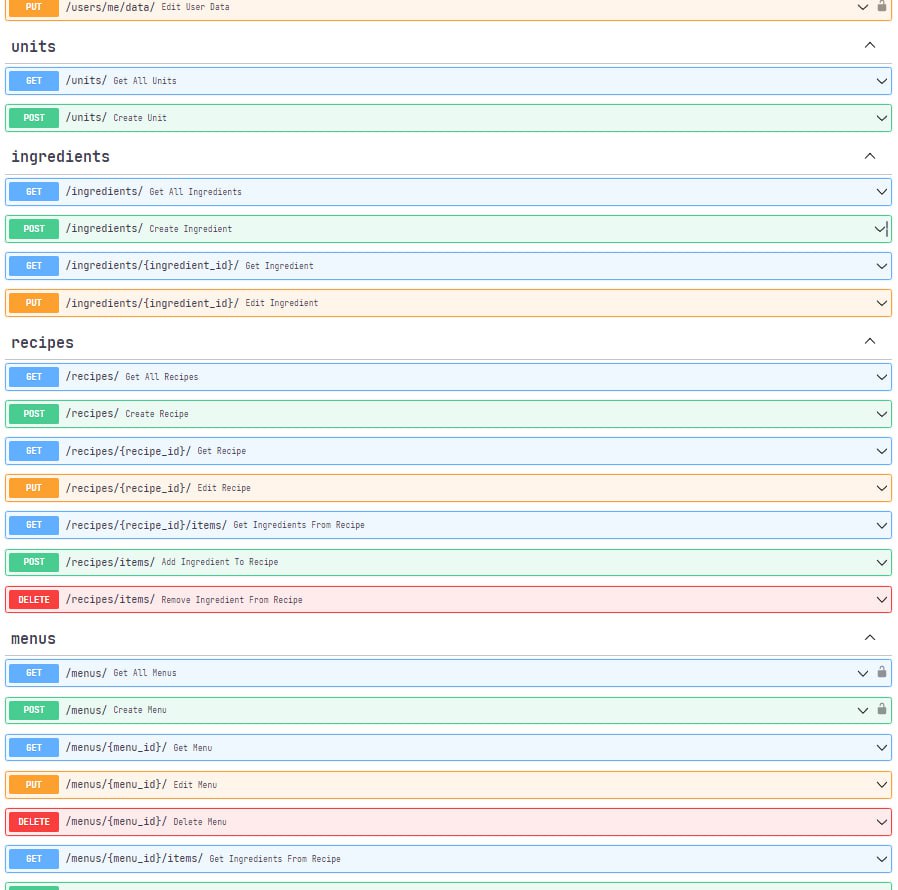 PUT /users/me/data/ Edit User Data
units
GET /units/ Get All Units
POST /units/ Create Unit
ingredients
GET /ingredients/ Get All Ingredients
POST /ingredients/ Create Ingredient
GET /ingredients/{ingredient_id}/ Get Ingredient
PUT /ingredients/{ingredient_id}/ Edit Ingredient
recipes
GET /recipes/ Get All Recipes
POST /recipes/ Create Recipe
GET /recipes/{recipe_id}/ Get Recipe
PUT /recipes/{recipe_id}/ Edit Recipe
GET /recipes/{recipe_id}/items/ Get Ingredients From Recipe
POST /recipes/items/ Add Ingredient To Recipe
DELETE /recipes/items/ Remove Ingredient From Recipe
menus
GET /menus/ Get All Menus
POST /menus/ Create Menu
GET /menus/{menu_id}/ Get Menu
PUT /menus/{menu_id}/ Edit Menu
DELETE /menus/{menu_id}/ Delete Menu
GET /menus/{menu_id}/items/ Get Ingredients From Recipe